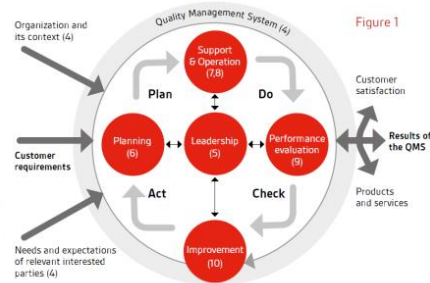 Quality Management System (4)
Figure 1
Organization and
its context (4)
Support
& Operation
(7,8)
Plan
Do
Customer
satisfaction
Customer
requirements
Planning
(6)
Leadership
(5)
Performance
evaluation
(9)
Results of
the QMS
Act
Check
Products
and services
Needs and expectations
of relevant interested
parties (4)
Improvement
(10)